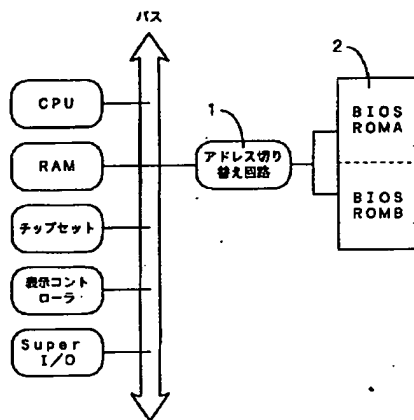 バス
CPU
RAM
チップセット
表示コント
ローラ
Super
I/O
1
アドレス切り
替え回路
2
BIOS
ROMA
BIOS
ROMB